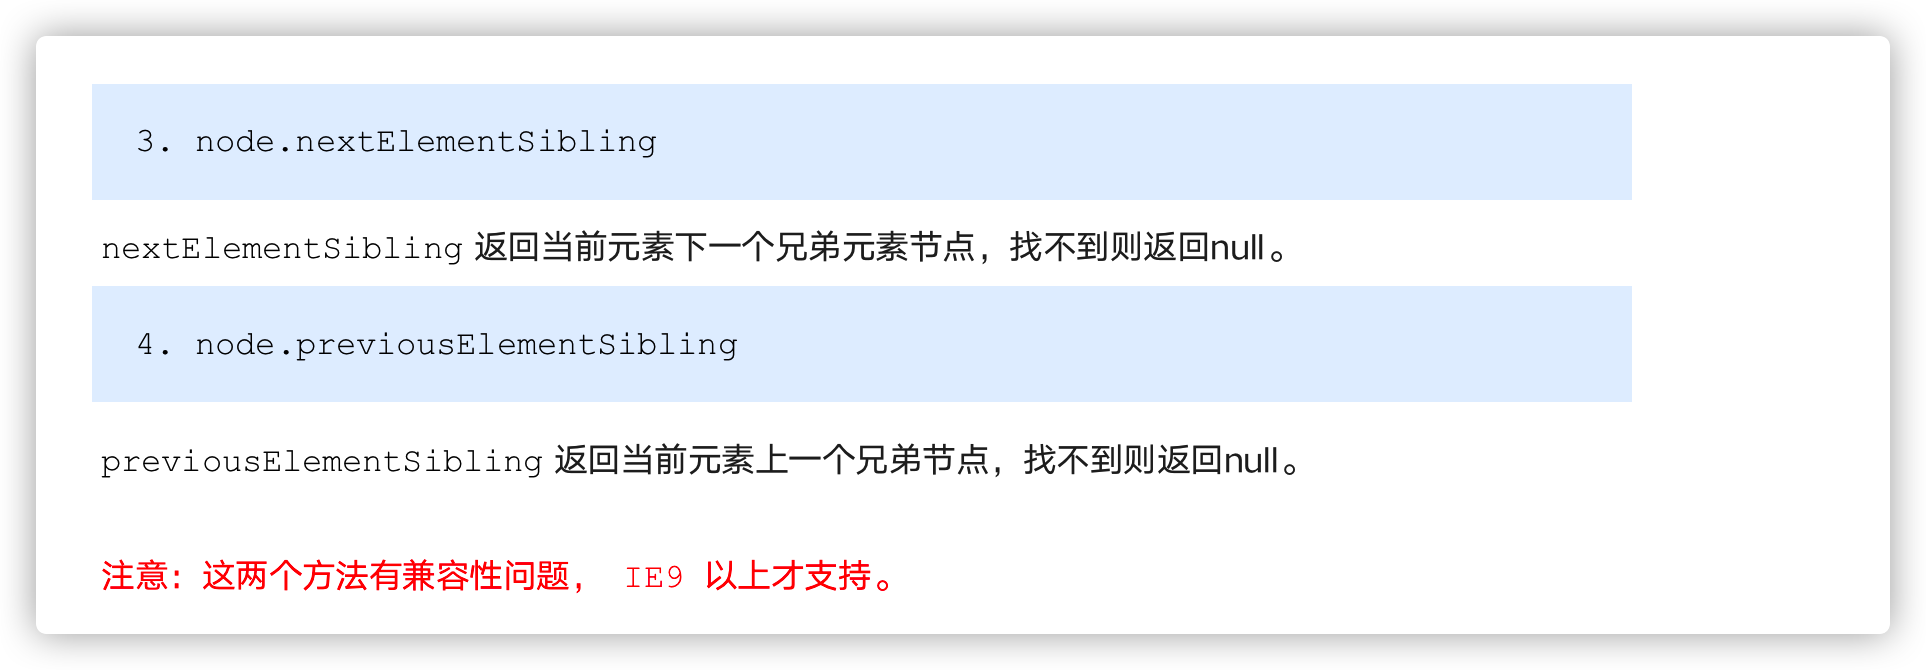 3. node.nextElementSibling
nextElementSibling 返回当前元素下一个兄弟元素节点，找不到则返回null。
4. node.previousElementSibling
previousElementSibling 返回当前元素上一个兄弟节点，找不到则返回null。
注意：这两个方法有兼容性问题， IE9 以上才支持。